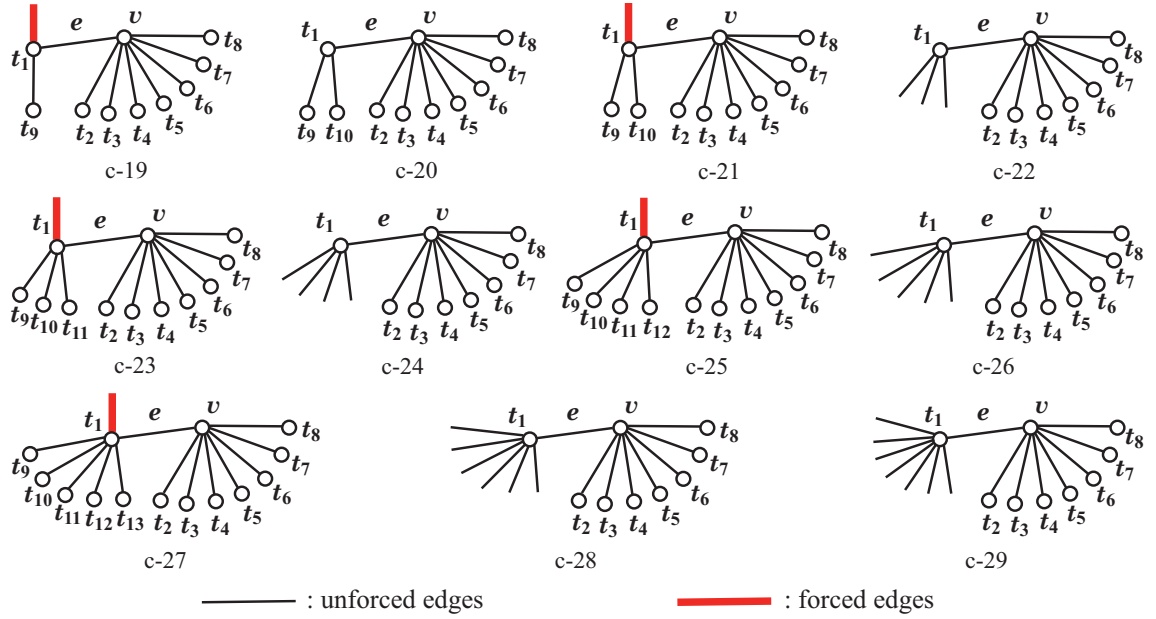 e v t₈ t₁ t₇ t₆ t₅ t₉ t₂ t₃ t₄
c-19
t₁ e v t₈ t₇ t₆ t₅ t₉ t₁₀ t₂ t₃ t₄
c-20
t₁ e v t₈ t₇ t₆ t₅ t₉ t₁₀ t₂ t₃ t₄
c-21
t₁ e v t₈ t₇ t₆ t₅ t₂ t₃ t₄
c-22
t₁ e v t₈ t₇ t₆ t₅ t₉ t₁₀ t₁₁ t₂ t₃ t₄
c-23
t₁ e v t₈ t₇ t₆ t₅ t₂ t₃ t₄
c-24
t₁ e v t₈ t₇ t₆ t₅ t₉ t₁₀ t₁₁ t₁₂ t₂ t₃ t₄
c-25
t₁ e v t₈ t₇ t₆ t₅ t₂ t₃ t₄
c-26
t₁ e v t₈ t₇ t₆ t₅ t₉ t₁₀ t₁₁ t₁₂ t₁₃ t₂ t₃ t₄
c-27
t₁ e v t₈ t₇ t₆ t₅ t₂ t₃ t₄
c-28
t₁ e v t₈ t₇ t₆ t₅ t₂ t₃ t₄
c-29
: unforced edges
: forced edges